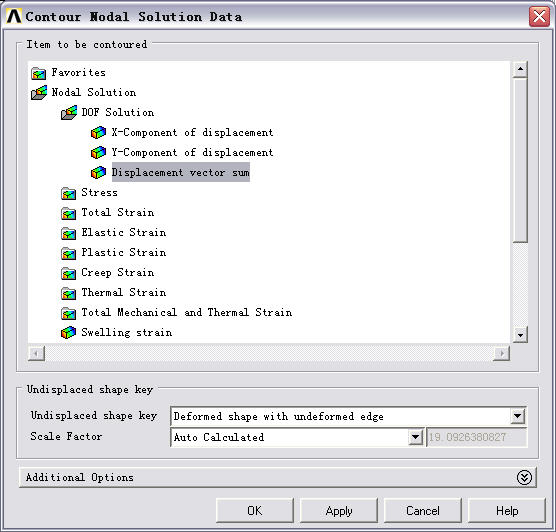 Contour Nodal Solution Data
Item to be contoured
Favorites
Nodal Solution
DOF Solution
X-Component of displacement
Y-Component of displacement
Displacement vector sum
Stress
Total Strain
Elastic Strain
Plastic Strain
Creep Strain
Thermal Strain
Total Mechanical and Thermal Strain
Swelling strain
Undisplaced shape key
Undisplaced shape key Deformed shape with undeformed edge
Scale Factor Auto Calculated 19.0926380827
Additional Options
OK Apply Cancel Help